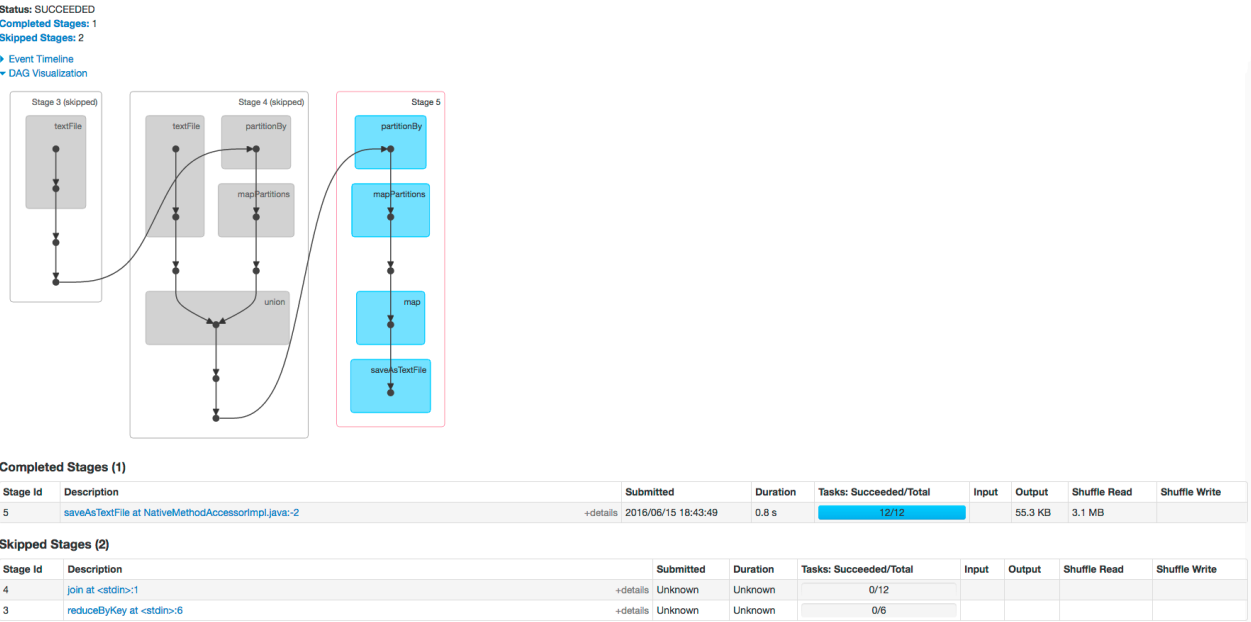 Status: SUCCEEDED
Completed Stages: 1
Skipped Stages: 2
Event Timeline
DAG Visualization
Stage 3 (skipped)
textFile
Stage 4 (skipped)
textFile
partitionBy
mapPartitions
union
Stage 5
partitionBy
mapPartitions
map
saveAsTextFile
Completed Stages (1)
Stage Id Description Submitted Duration Tasks: Succeeded/Total Input Output Shuffle Read Shuffle Write
5 saveAsTextFile at NativeMethodAccessorImpl.java:-2 +details 2016/06/15 18:43:49 0.8 s 12/12 55.3 KB 3.1 MB
Skipped Stages (2)
Stage Id Description Submitted Duration Tasks: Succeeded/Total Input Output Shuffle Read Shuffle Write
4 join at <stdin>:1 +details Unknown Unknown 0/12
3 reduceByKey at <stdin>:6 +details Unknown Unknown 0/6